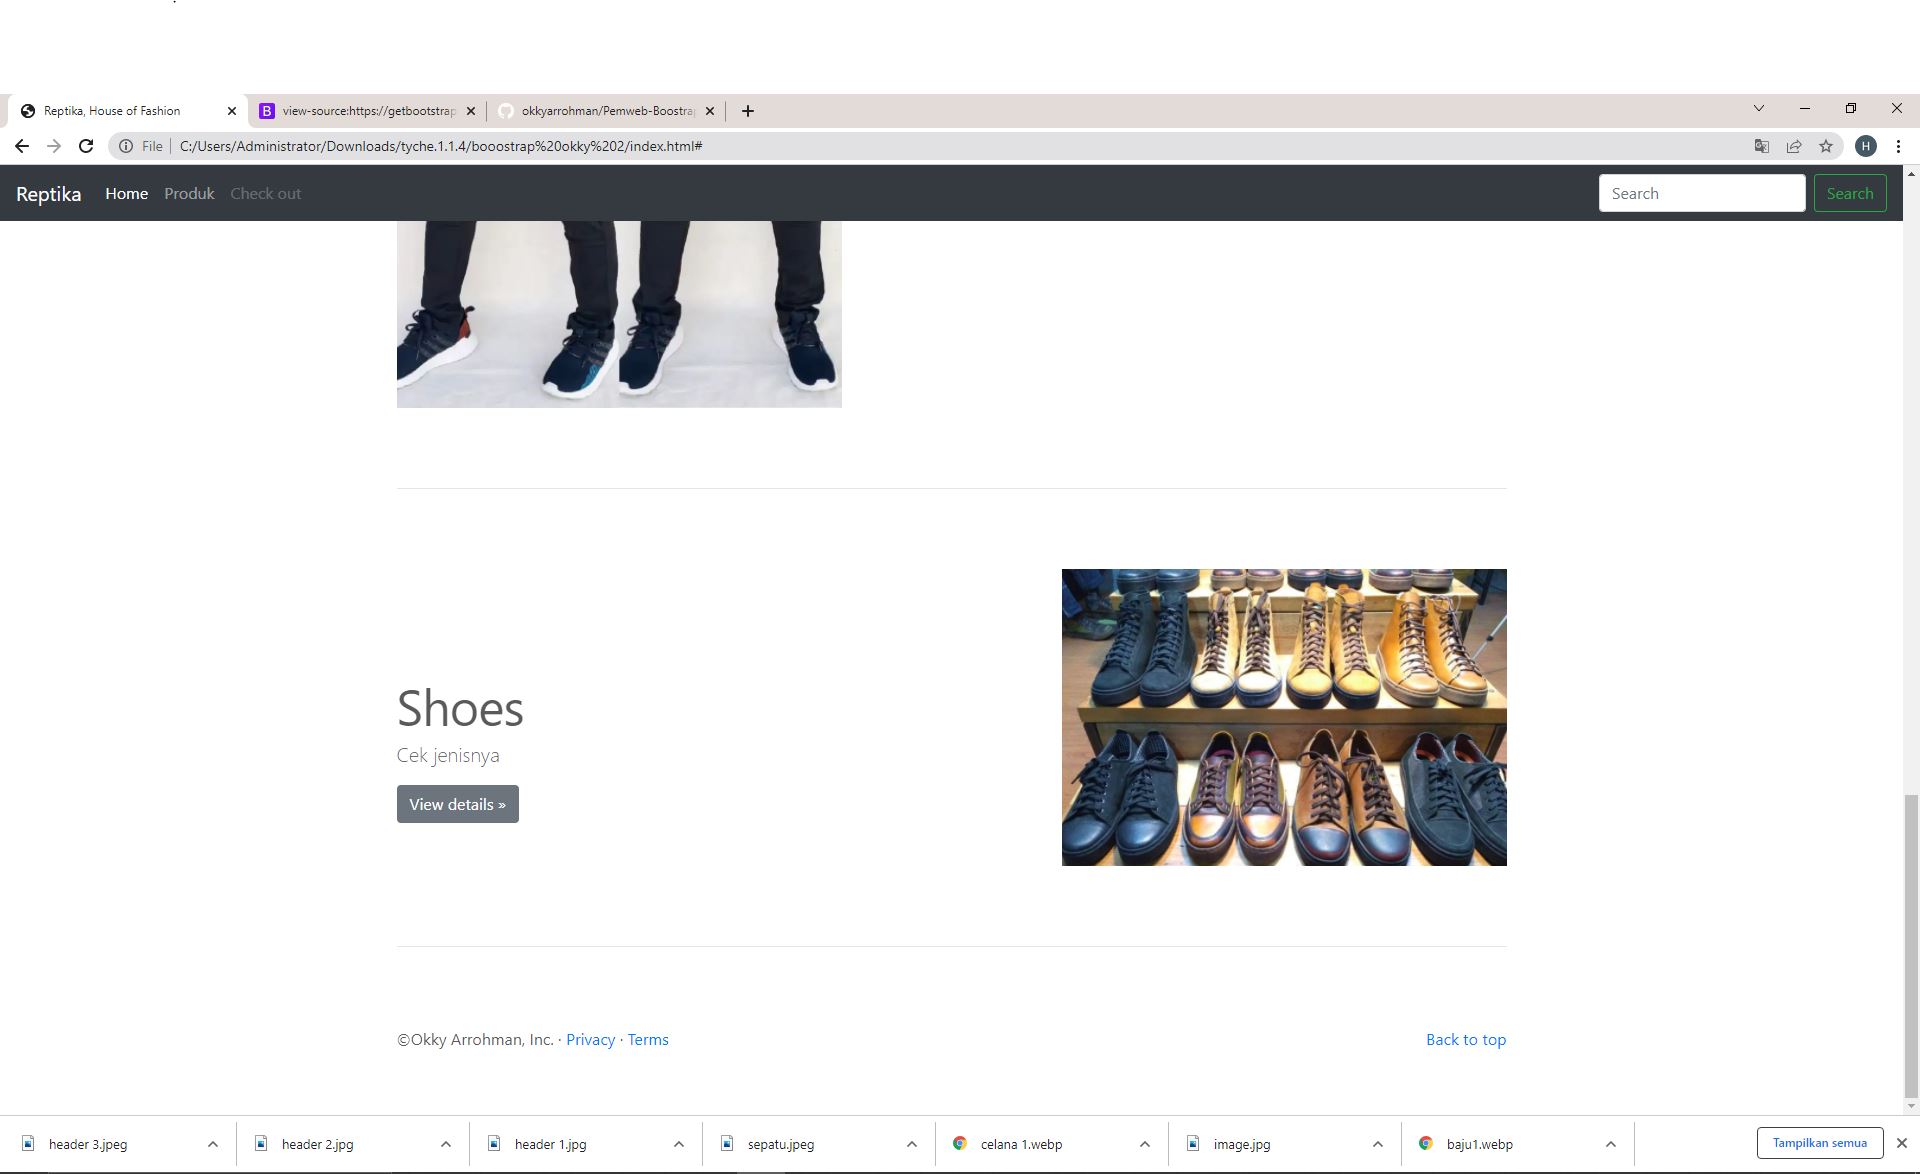 Reptika, House of Fashion
view-source:https://getbootstrap
okkyarrohman/Pemweb-Boostrap
File
C:/Users/Administrator/Downloads/tyche.1.1.4/booostrap%20okky%202/index.html#
H
Reptika
Home
Produk
Check out
Search
Search
Shoes
Cek jenisnya
View details »
©Okky Arrohman, Inc. · Privacy · Terms
Back to top
header 3.jpeg
header 2.jpg
header 1.jpg
sepatu.jpeg
celana 1.webp
image.jpg
baju1.webp
Tampilkan semua